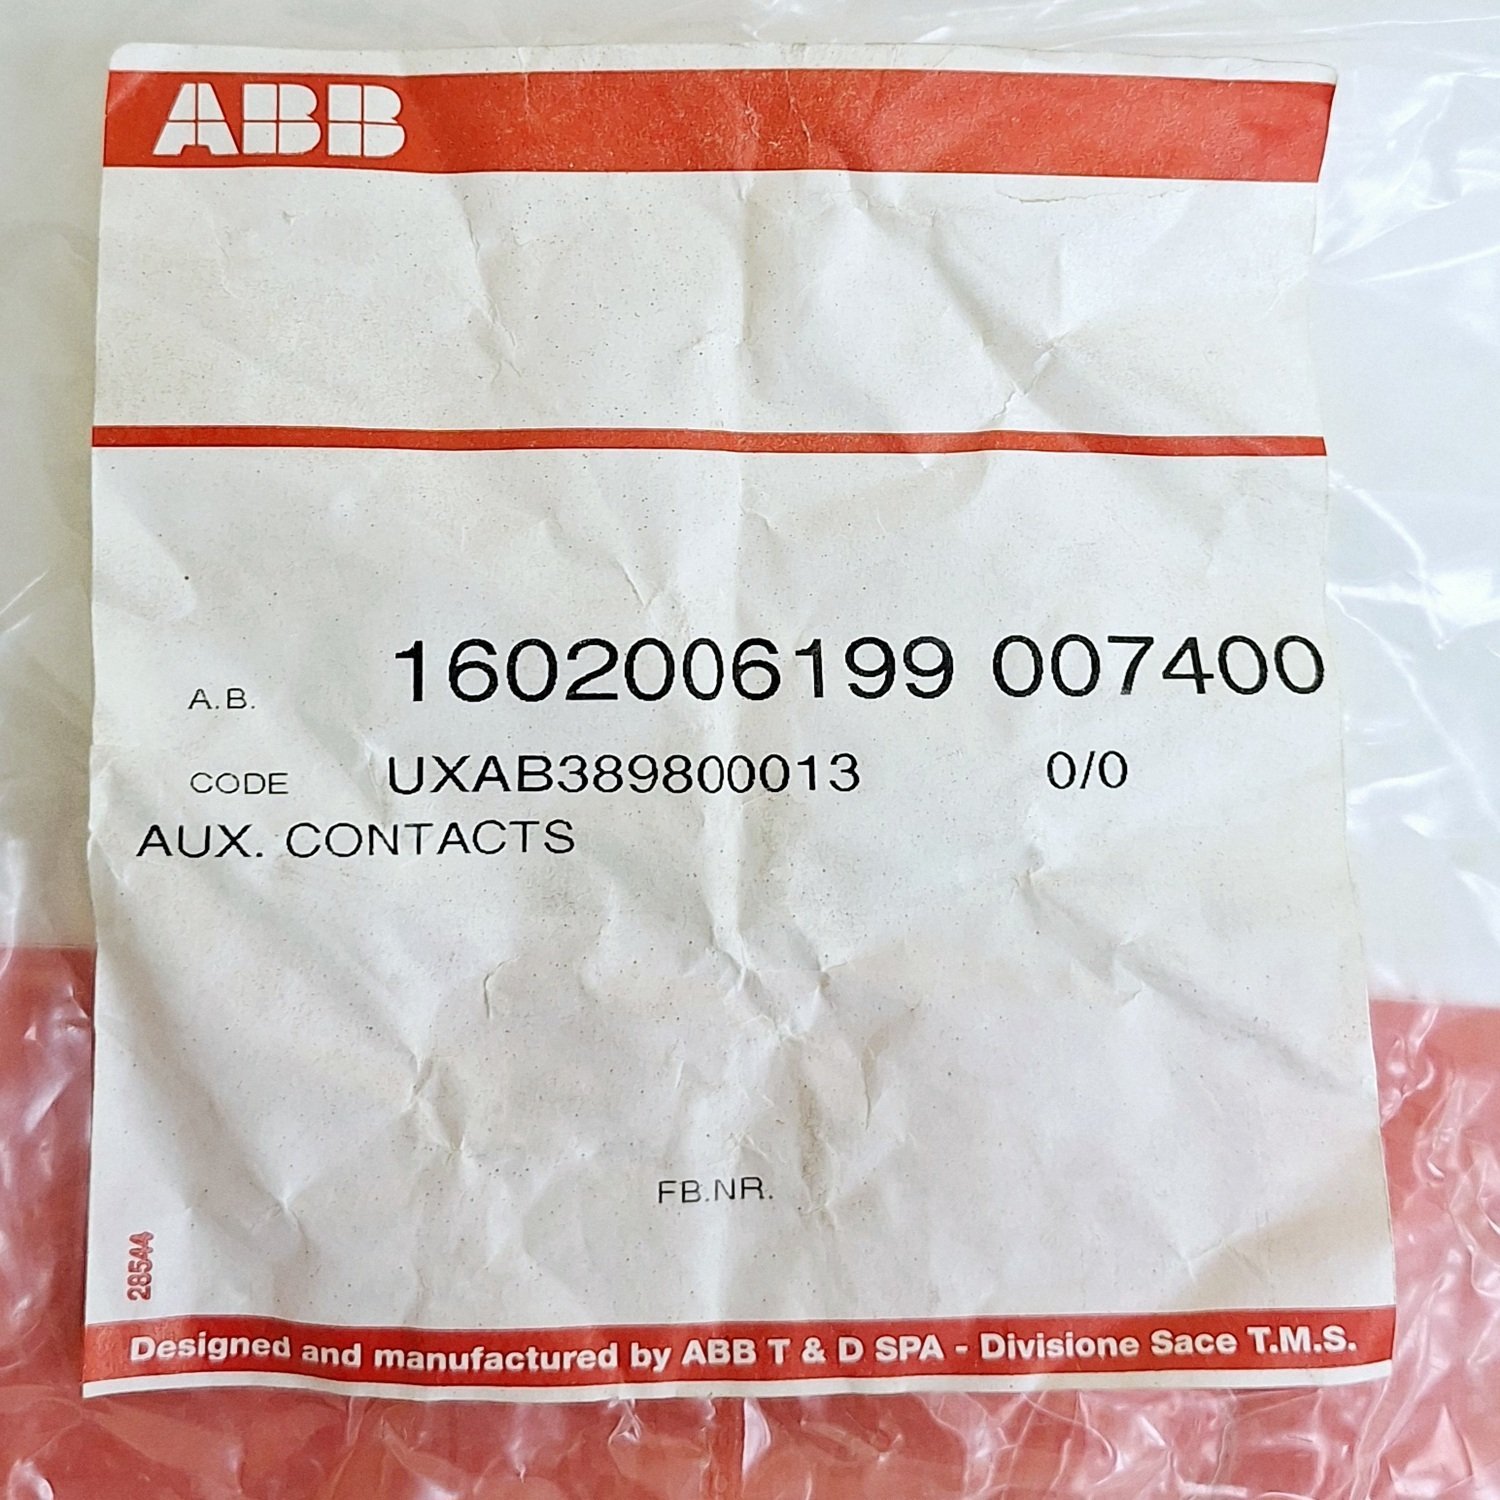 ABB
A.B. 1602006199 007400
CODE UXAB389800013 0/0
AUX. CONTACTS
FB.NR.
28544
Designed and manufactured by ABB T & D SPA - Divisione Sace T.M.S.